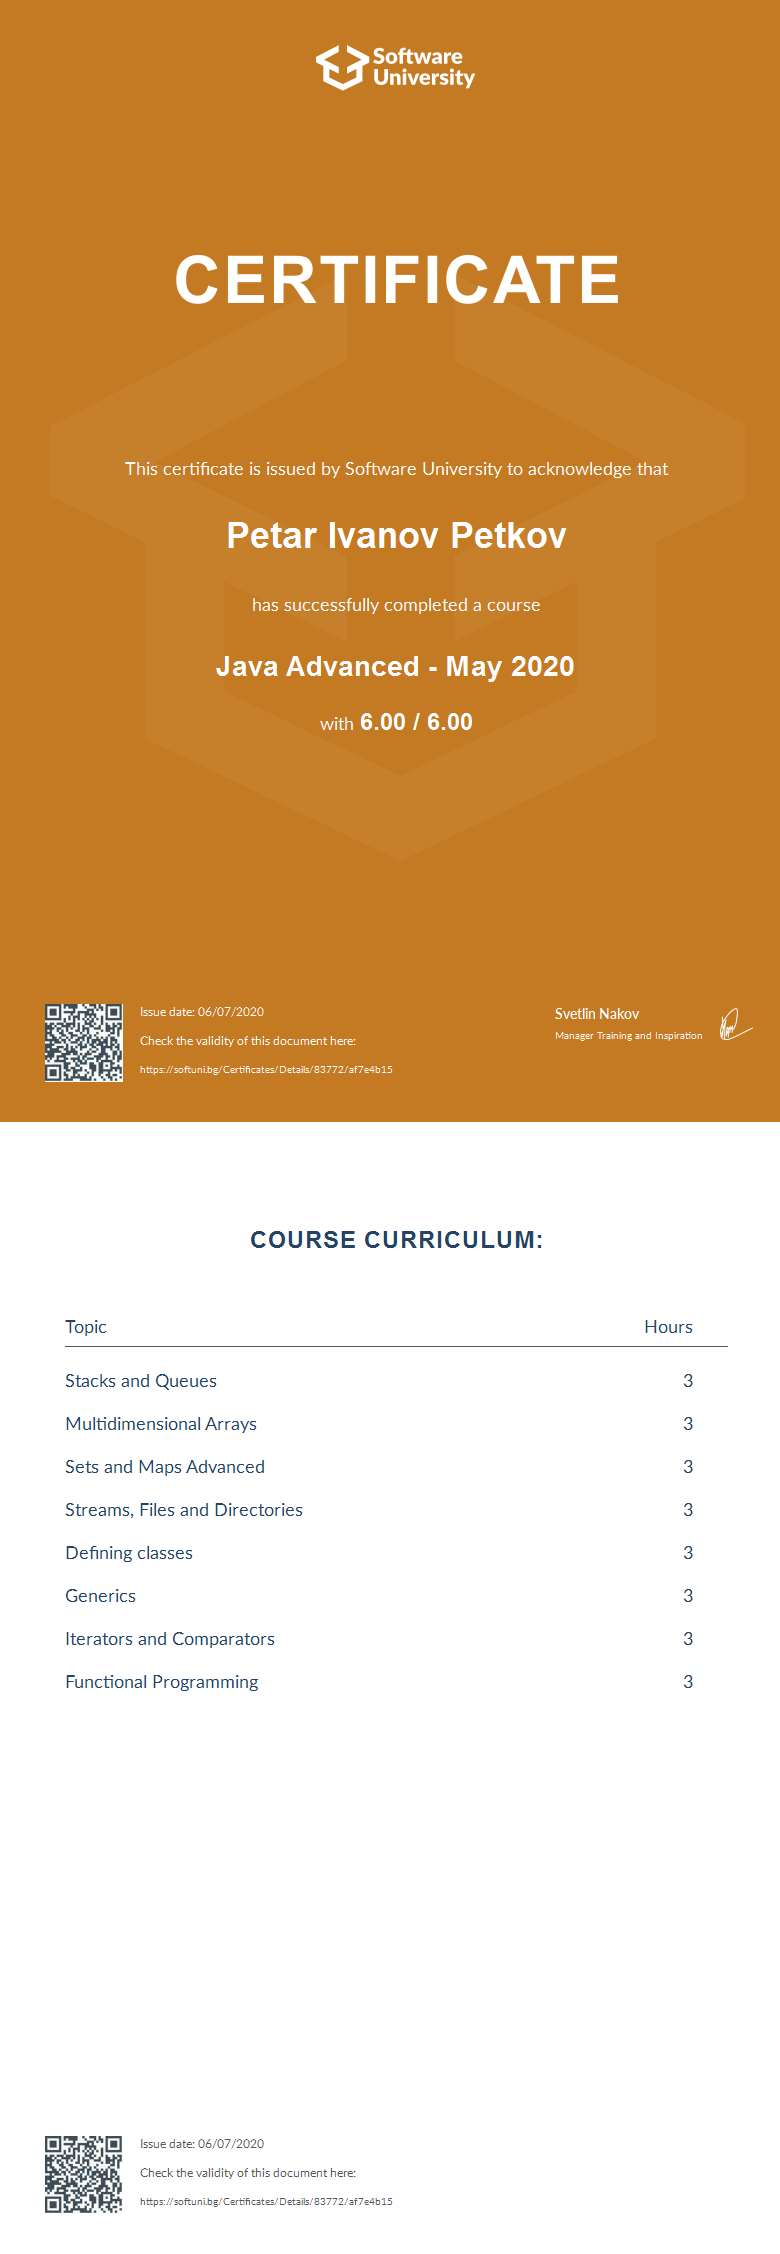 Software
University
CERTIFICATE
This certificate is issued by Software University to acknowledge that
Petar Ivanov Petkov
has successfully completed a course
Java Advanced - May 2020
with 6.00 / 6.00
Issue date: 06/07/2020
Check the validity of this document here:
https://softuni.bg/Certificates/Details/83772/af7e4b15
Svetlin Nakov
Manager Training and Inspiration
COURSE CURRICULUM:
Topic Hours
Stacks and Queues 3
Multidimensional Arrays 3
Sets and Maps Advanced 3
Streams, Files and Directories 3
Defining classes 3
Generics 3
Iterators and Comparators 3
Functional Programming 3
Issue date: 06/07/2020
Check the validity of this document here:
https://softuni.bg/Certificates/Details/83772/af7e4b15